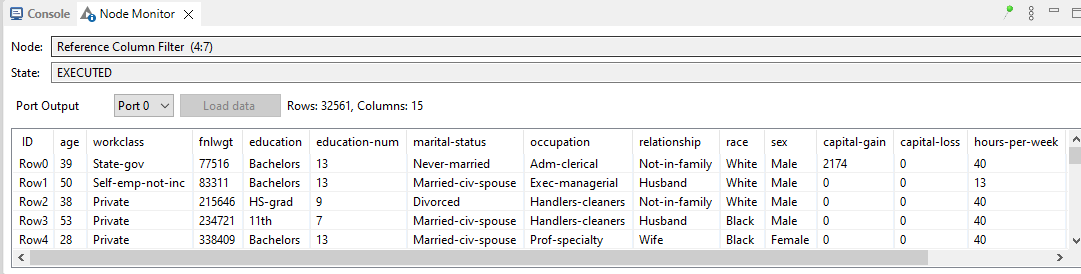 Console Node Monitor
Node: Reference Column Filter (4:7)
State: EXECUTED
Port Output Port 0 Load data Rows: 32561, Columns: 15
ID age workclass fnlwgt education education-num marital-status occupation relationship race sex capital-gain capital-loss hours-per-week
Row0 39 State-gov 77516 Bachelors 13 Never-married Adm-clerical Not-in-family White Male 2174 0 40
Row1 50 Self-emp-not-inc 83311 Bachelors 13 Married-civ-spouse Exec-managerial Husband White Male 0 0 13
Row2 38 Private 215646 HS-grad 9 Divorced Handlers-cleaners Not-in-family White Male 0 0 40
Row3 53 Private 234721 11th 7 Married-civ-spouse Handlers-cleaners Husband Black Male 0 0 40
Row4 28 Private 338409 Bachelors 13 Married-civ-spouse Prof-specialty Wife Black Female 0 0 40